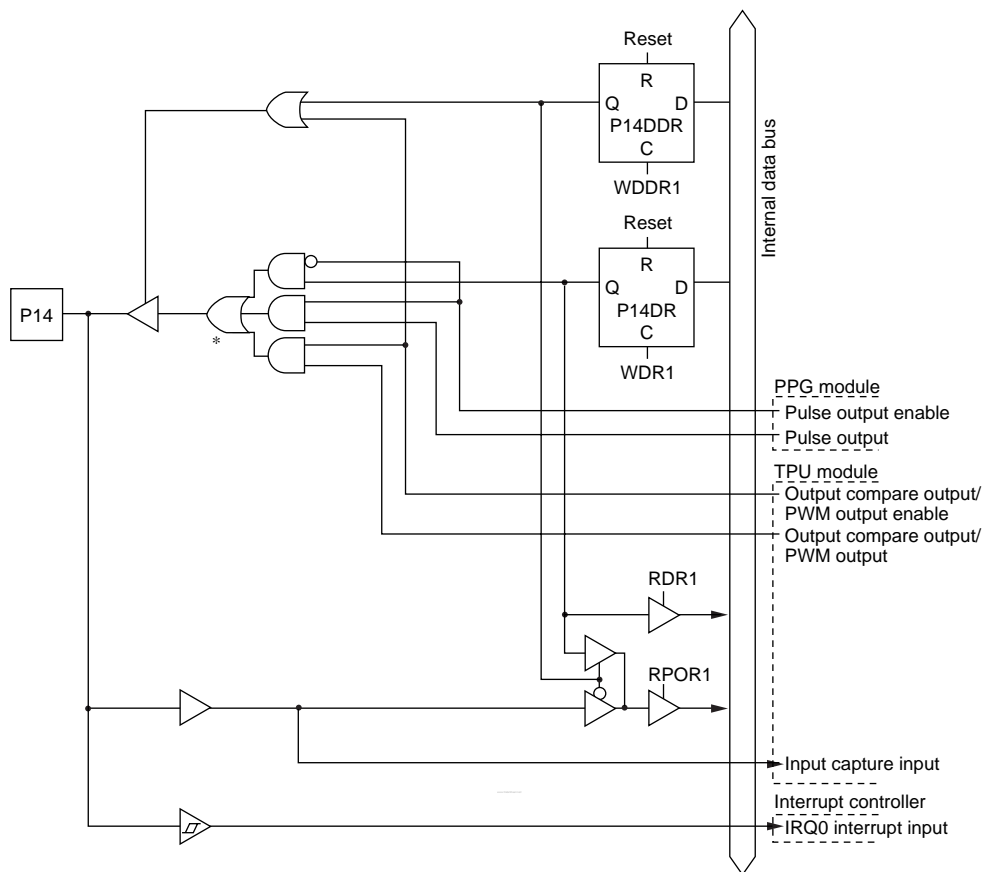 Reset
R
Q D
P14DDR
C
WDDR1
Internal data bus
Reset
R
Q D
P14DR
C
WDR1
P14
*
PPG module
Pulse output enable
Pulse output
TPU module
Output compare output/
PWM output enable
Output compare output/
PWM output
RDR1
RPOR1
Input capture input
Interrupt controller
IRQ0 interrupt input